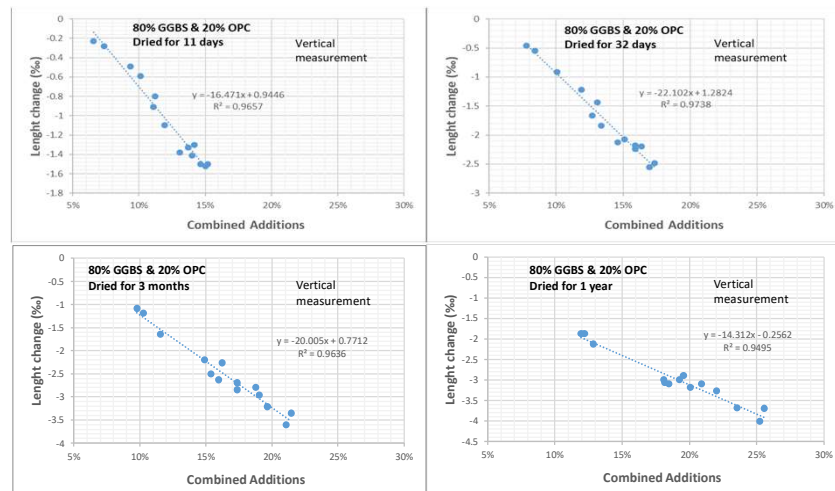 80% GGBS & 20% OPC
Dried for 11 days
Vertical
measurement
y = -16.471x + 0.9446
R² = 0.9657
Lenght change (‰)
-0.2
-0.4
-0.6
-0.8
-1
-1.2
-1.4
-1.6
-1.8
5%
10%
15%
20%
25%
30%
Combined Additions
0
80% GGBS & 20% OPC
Dried for 32 days
Vertical
measurement
y = -22.102x + 1.2824
R² = 0.9738
Lenght change (‰)
-0.5
-1
-1.5
-2
-2.5
-3
5%
10%
15%
20%
25%
30%
Combined Additions
0
80% GGBS & 20% OPC
Dried for 3 months
Vertical
measurement
y = -20.005x + 0.7712
R² = 0.9636
Lenght change (‰)
-0.5
-1
-1.5
-2
-2.5
-3
-3.5
-4
5%
10%
15%
20%
25%
30%
Combined Additions
0
80% GGBS & 20% OPC
Dried for 1 year
Vertical
measurement
y = -14.312x - 0.2562
R² = 0.9495
Lenght change (‰)
-0.5
-1
-1.5
-2
-2.5
-3
-3.5
-4
-4.5
5%
10%
15%
20%
25%
30%
Combined Additions